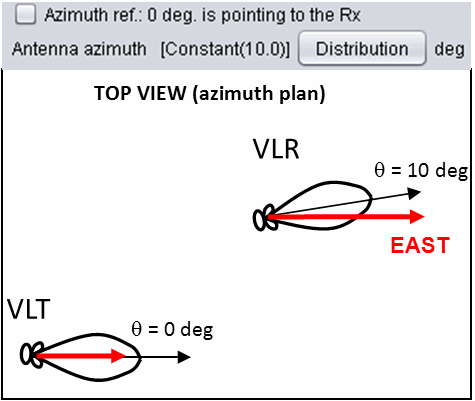 Azimuth ref.: 0 deg. is pointing to the Rx
Antenna azimuth [Constant(10.0)] Distribution deg
TOP VIEW (azimuth plan)
VLR
θ = 10 deg
EAST
VLT
θ = 0 deg